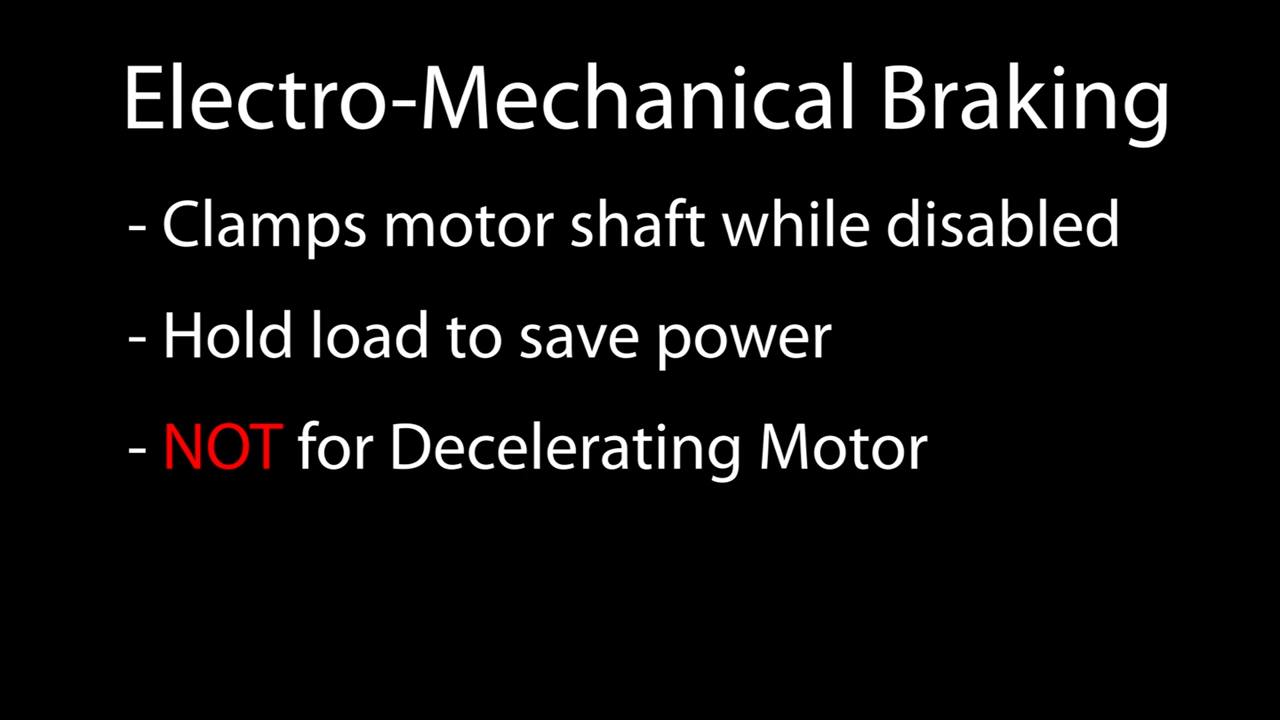 Electro-Mechanical Braking
- Clamps motor shaft while disabled
- Hold load to save power
- NOT for Decelerating Motor